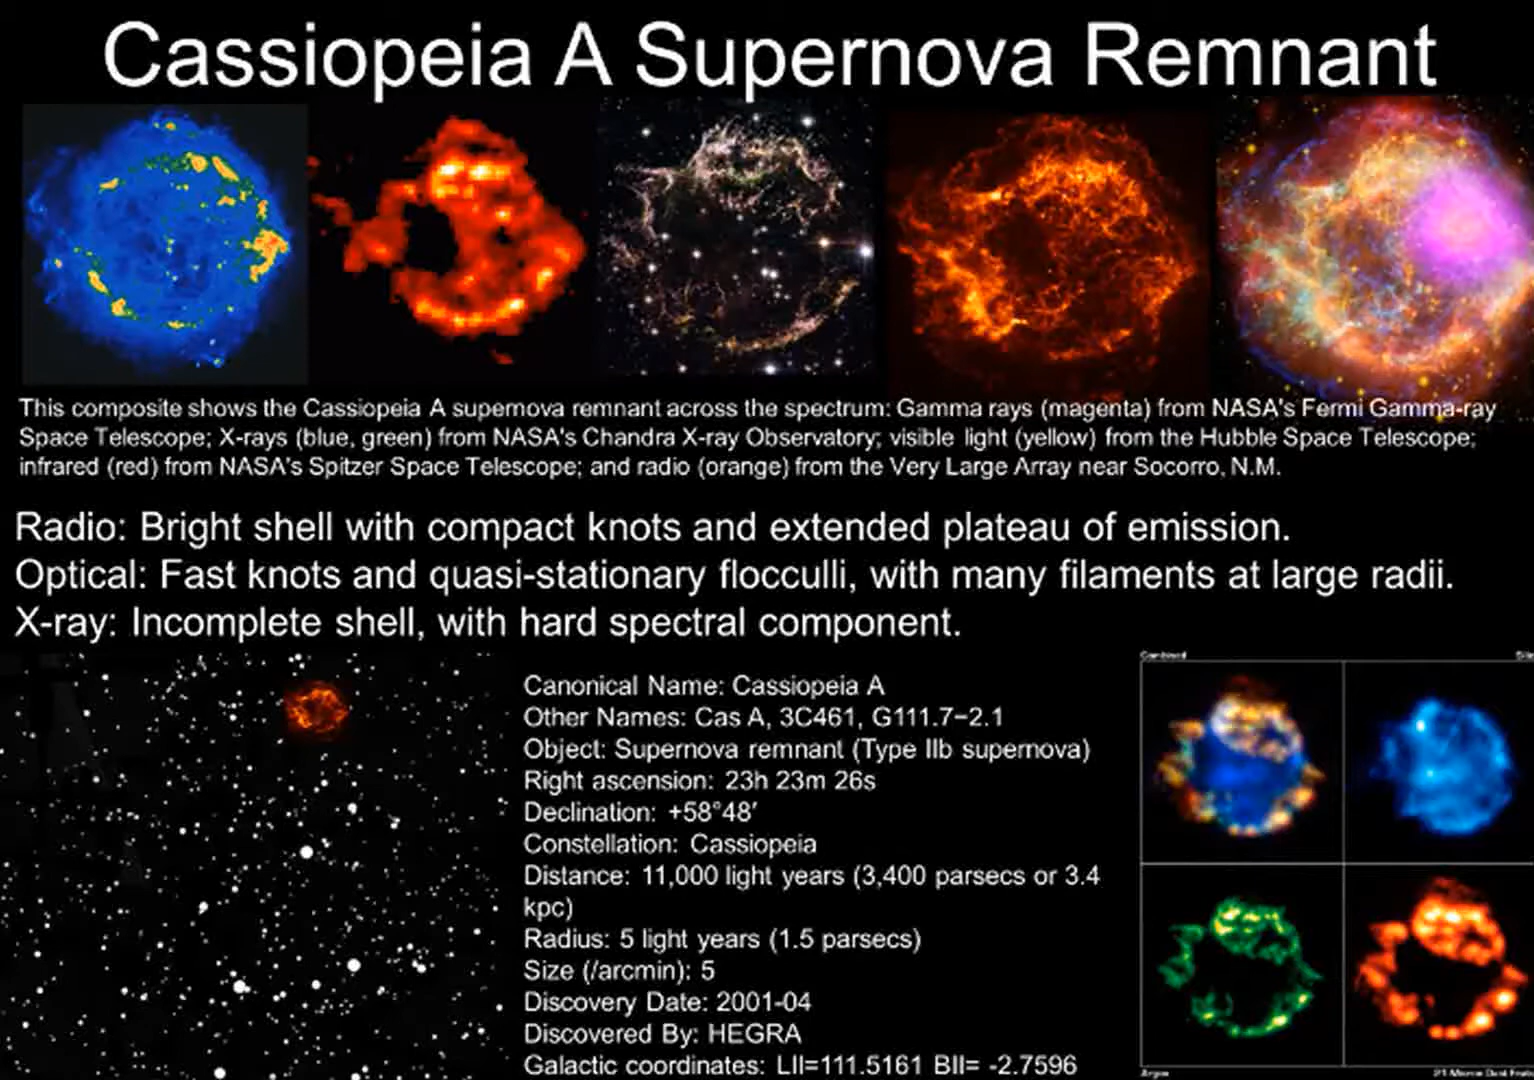 Cassiopeia A Supernova Remnant
This composite shows the Cassiopeia A supernova remnant across the spectrum: Gamma rays (magenta) from NASA's Fermi Gamma-ray
Space Telescope; X-rays (blue, green) from NASA's Chandra X-ray Observatory; visible light (yellow) from the Hubble Space Telescope;
infrared (red) from NASA's Spitzer Space Telescope; and radio (orange) from the Very Large Array near Socorro, N.M.
Radio: Bright shell with compact knots and extended plateau of emission.
Optical: Fast knots and quasi-stationary flocculli, with many filaments at large radii.
X-ray: Incomplete shell, with hard spectral component.
Canonical Name: Cassiopeia A
Other Names: Cas A, 3C461, G111.7−2.1
Object: Supernova remnant (Type IIb supernova)
Right ascension: 23h 23m 26s
Declination: +58°48′
Constellation: Cassiopeia
Distance: 11,000 light years (3,400 parsecs or 3.4
kpc)
Radius: 5 light years (1.5 parsecs)
Size (/arcmin): 5
Discovery Date: 2001-04
Discovered By: HEGRA
Galactic coordinates: LII=111.5161 BII= -2.7596
Combined
Argon